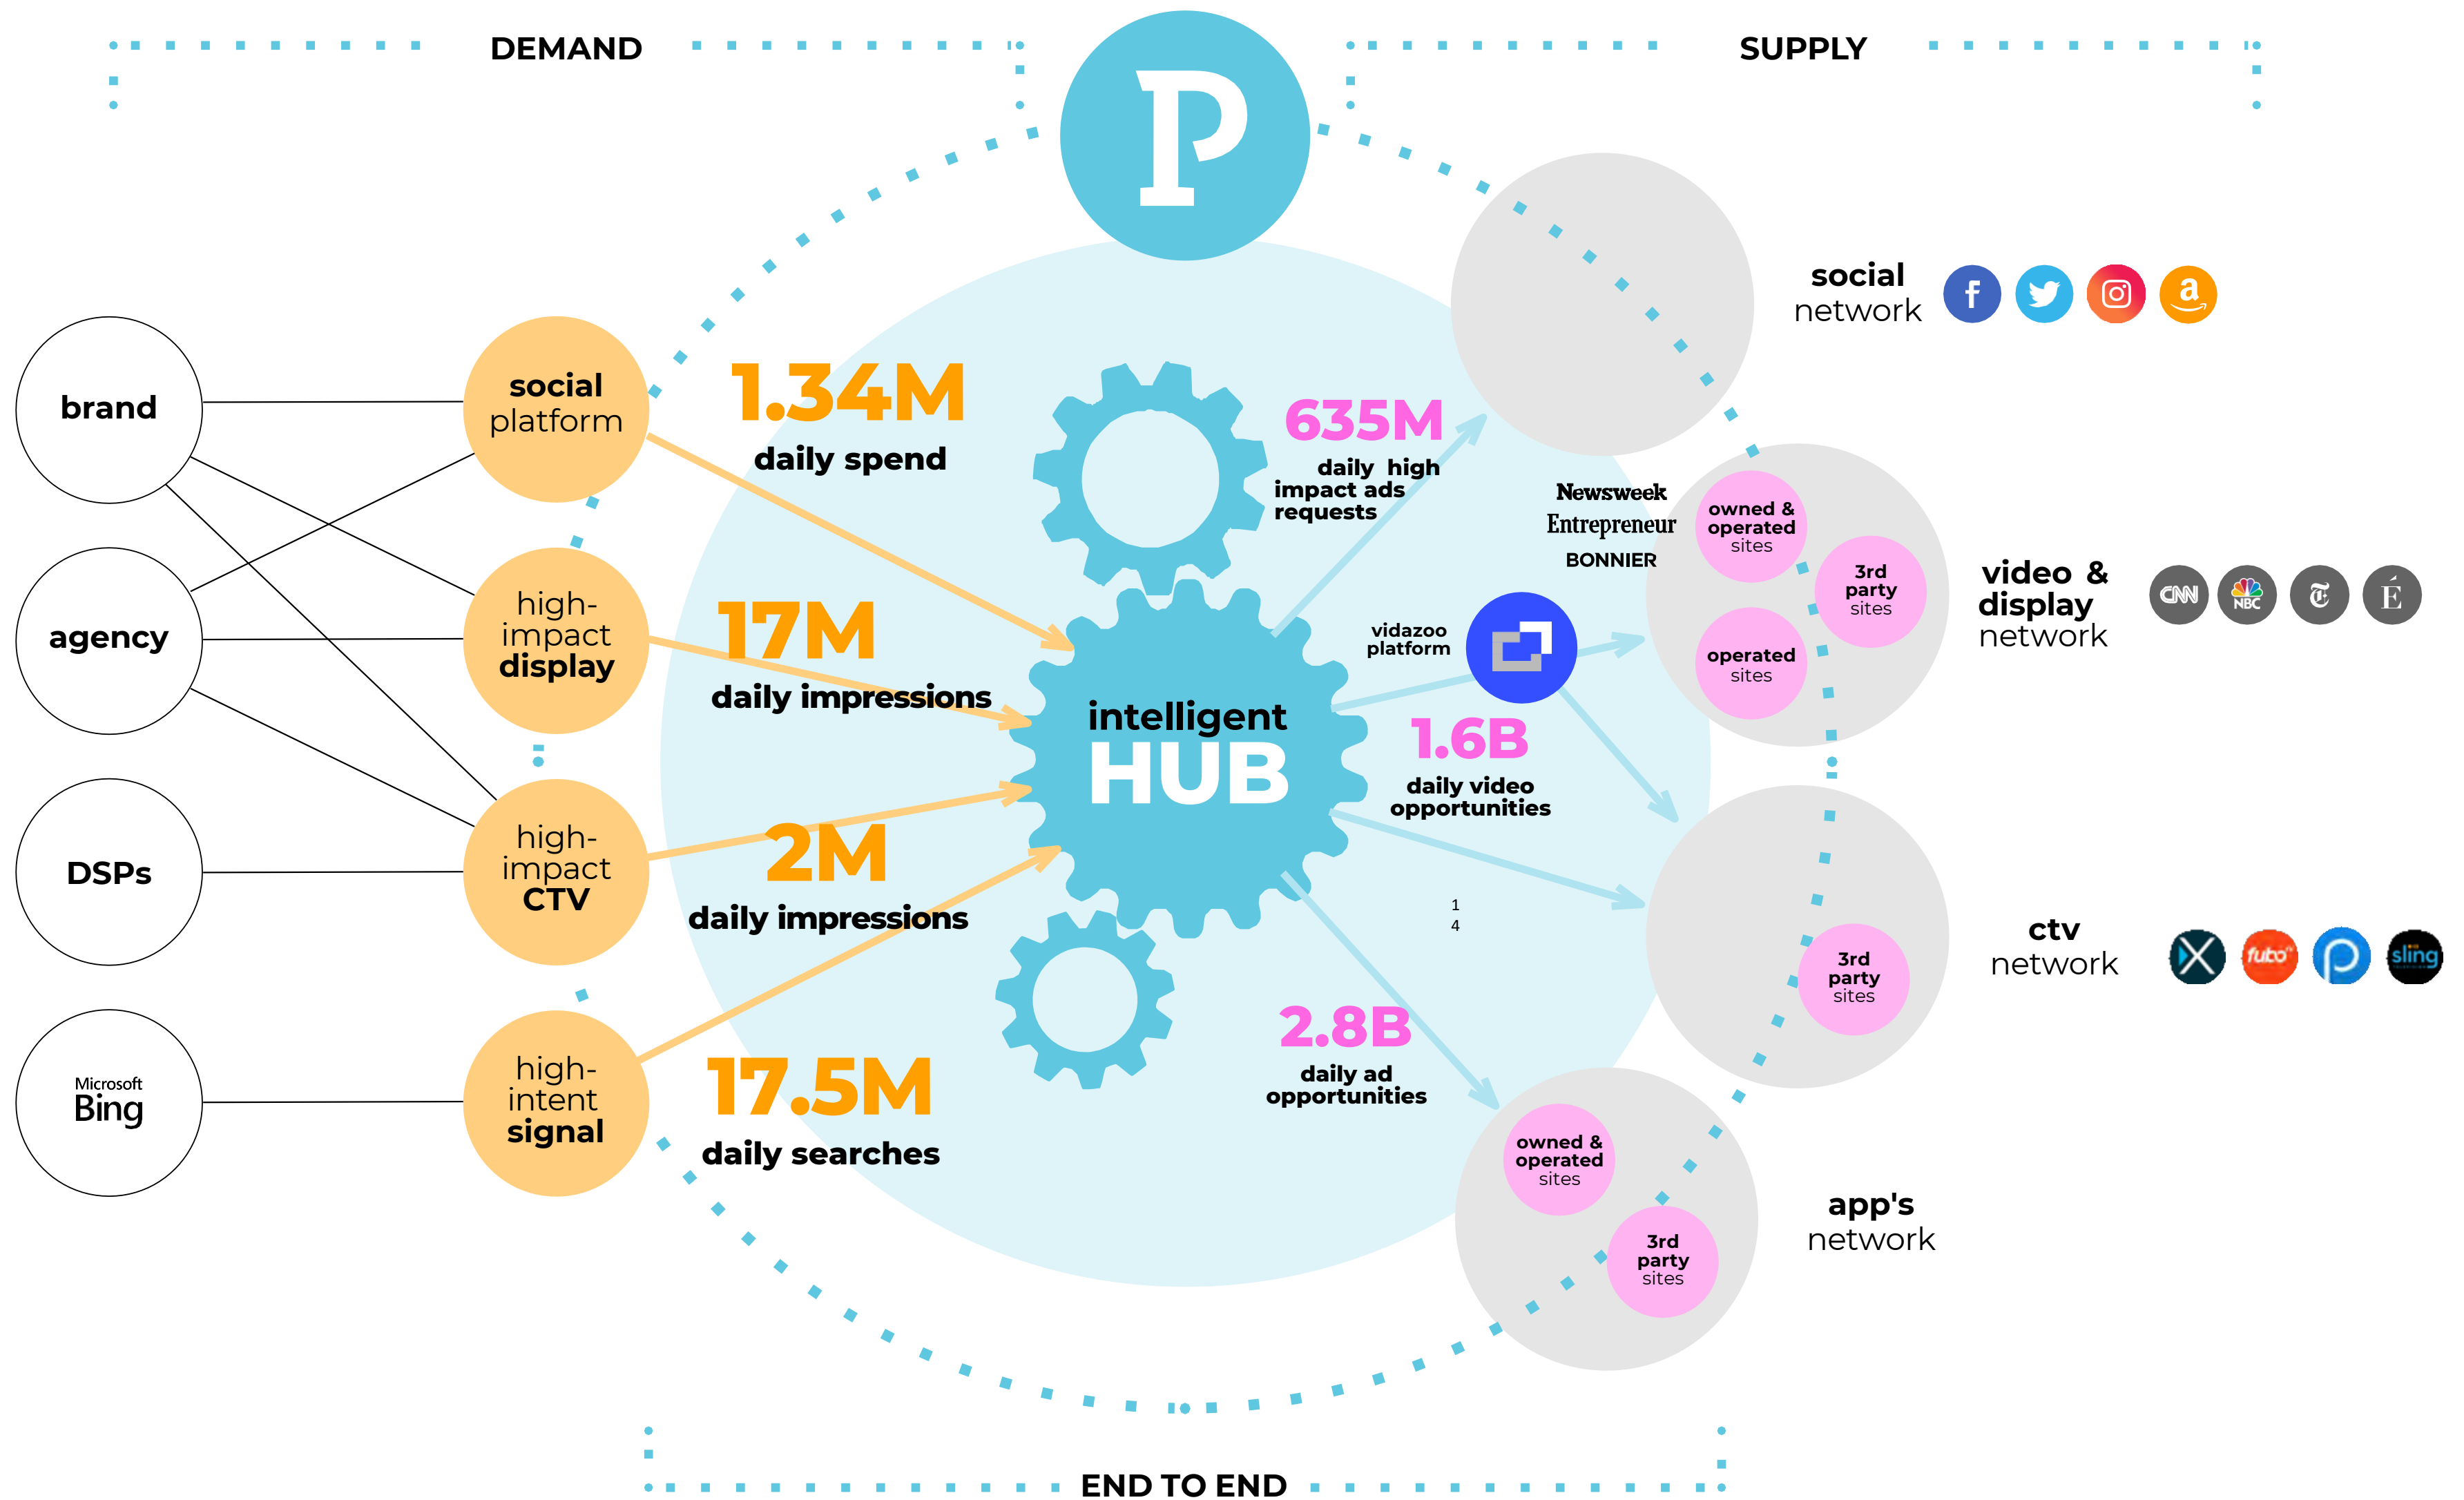 DEMAND
SUPPLY
P
brand
agency
DSPs
Microsoft
Bing
social
platform
high-
impact
display
high-
impact
CTV
high-
intent
signal
1.34M
daily spend
17M
daily impressions
2M
daily impressions
17.5M
daily searches
intelligent
HUB
635M
daily high
impact ads
requests
vidazoo
platform
1.6B
daily video
opportunities
1
4
2.8B
daily ad
opportunities
Newsweek
Entrepreneur
BONNIER
owned &
operated
sites
3rd
party
sites
operated
sites
3rd
party
sites
owned &
operated
sites
3rd
party
sites
social
network
f
a
video &
display
network
CNN
NBC
T
É
ctv
network
fubo
sling
app's
network
END TO END